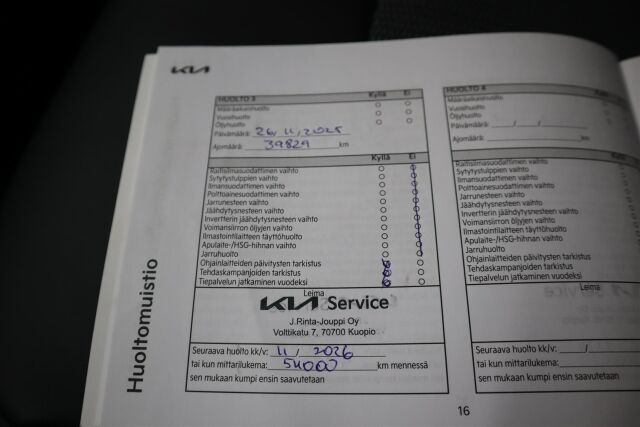 KIA
HUOLTO 3 Kyllä Ei
Määräaikaishuolto
Vuosihuolto
Öljyhuolto
Päivämäärä: 26/11/2025
Ajomäärä: 39829 km
Kyllä Ei
Raitisilmasuodattimen vaihto
Sytytystulppien vaihto
Ilmansuodattimen vaihto
Polttoainesuodattimen vaihto
Jarrunesteen vaihto
Jäähdytysnesteen vaihto
Invertterin jäähdytysnesteen vaihto
Voimansiirron öljyjen vaihto
Ilmastointilaitteen täyttöhuolto
Apulaite-/HSG-hihnan vaihto
Jarruhuolto
Ohjainlaitteiden päivitysten tarkistus
Tehdaskampanjoiden tarkistus
Tiepalvelun jatkaminen vuodeksi
Leima
KIA Service
J.Rinta-Jouppi Oy
Volttikatu 7, 70700 Kuopio
Seuraava huolto kk/v: 11 / 2026
tai kun mittarilukema: 54000 km mennessä
sen mukaan kumpi ensin saavutetaan
Huoltomuistio
HUOLTO 4
Määräaikaishuolto
Vuosihuolto
Öljyhuolto
Päivämäärä: / /
Ajomäärä: km
Raitisilmasuodattimen vaihto
Sytytystulppien vaihto
Ilmansuodattimen vaihto
Polttoainesuodattimen vaihto
Jarrunesteen vaihto
Jäähdytysnesteen vaihto
Invertterin jäähdytysnesteen vaihto
Voimansiirron öljyjen vaihto
Ilmastointilaitteen täyttöhuolto
Apulaite-/HSG-hihnan vaihto
Jarruhuolto
Ohjainlaitteiden päivitysten tarkistus
Tehdaskampanjoiden tarkistus
Tiepalvelun jatkaminen vuodeksi
Leima
Seuraava huolto kk/v: /
tai kun mittarilukema:
sen mukaan kumpi ensin saavutetaan
16